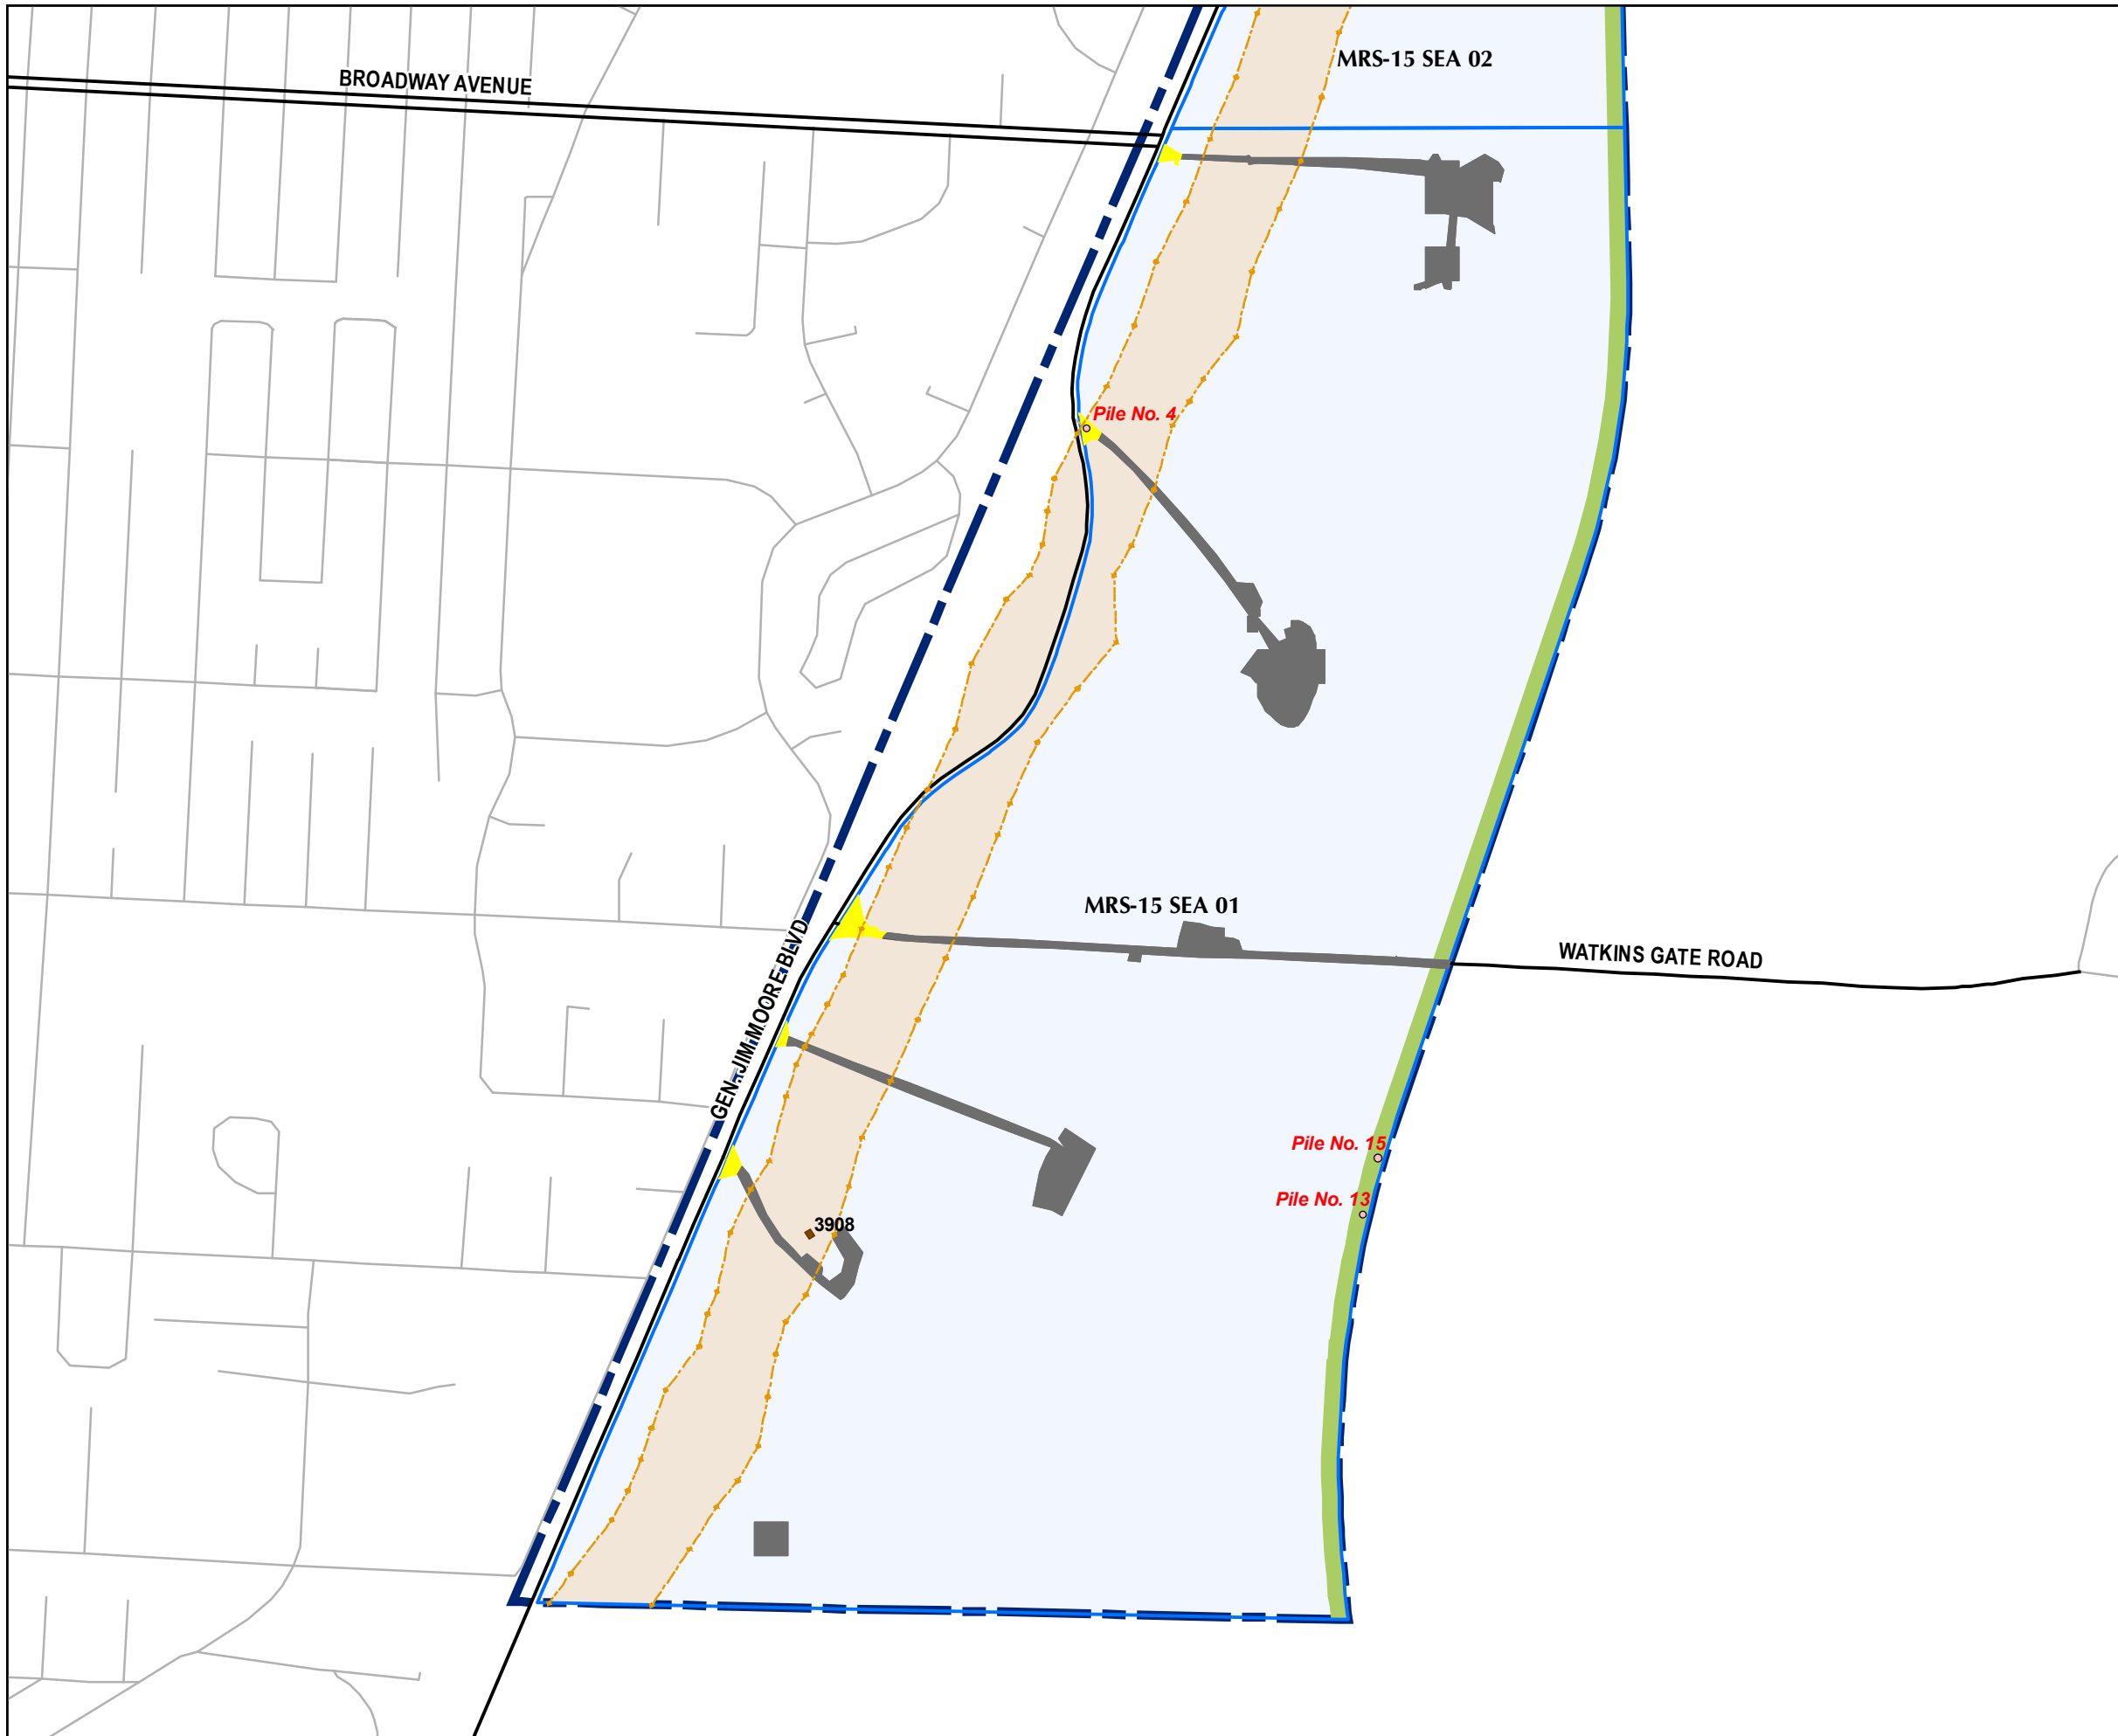 MRS-15 SEA 02
BROADWAY AVENUE
Pile No. 4
MRS-15 SEA 01
WATKINS GATE ROAD
GEN. JIM MOORE BLVD
Pile No. 15
Pile No. 13
3908